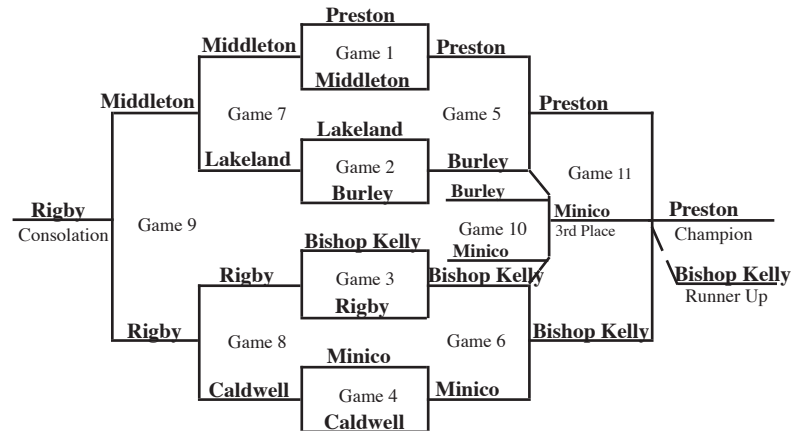 Preston
Middleton
Game 1
Preston
Middleton
Middleton
Game 7
Game 5
Preston
Lakeland
Lakeland
Game 2
Burley
Game 11
Burley
Burley
Rigby
Minico
Preston
Consolation
Game 9
Game 10
3rd Place
Champion
Bishop Kelly
Minico
Rigby
Game 3
Bishop Kelly
Bishop Kelly
Rigby
Runner Up
Rigby
Game 8
Game 6
Bishop Kelly
Minico
Caldwell
Game 4
Minico
Caldwell